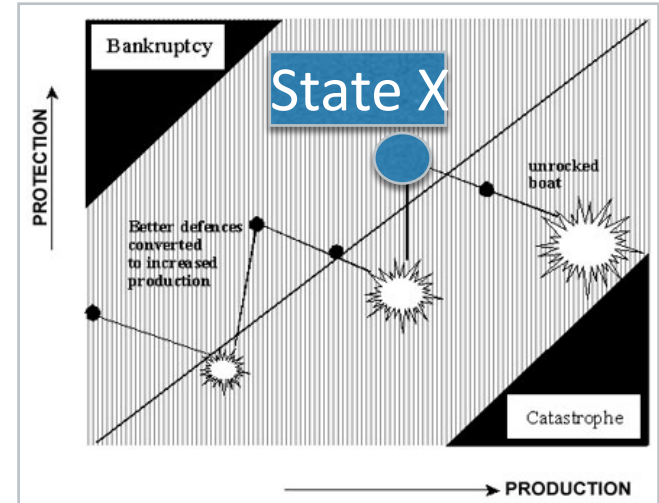 Bankruptcy
State X
PROTECTION
unrocked
boat
Better defences
converted
to increased
production
Catastrophe
PRODUCTION